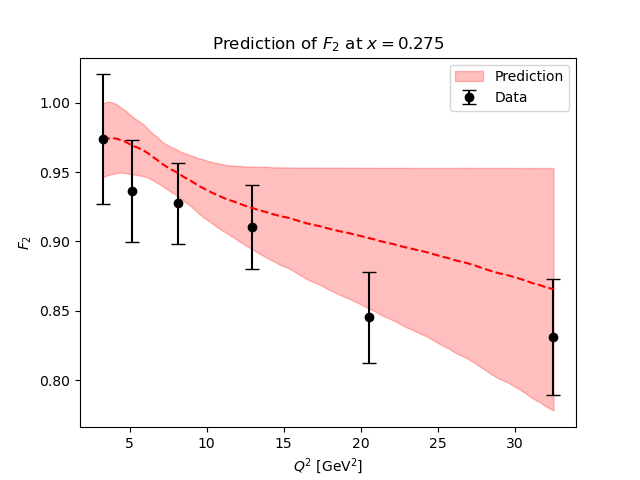 Prediction of F₂ at x = 0.275
Prediction
Data
F₂
1.00
0.95
0.90
0.85
0.80
5 10 15 20 25 30
Q² [GeV²]